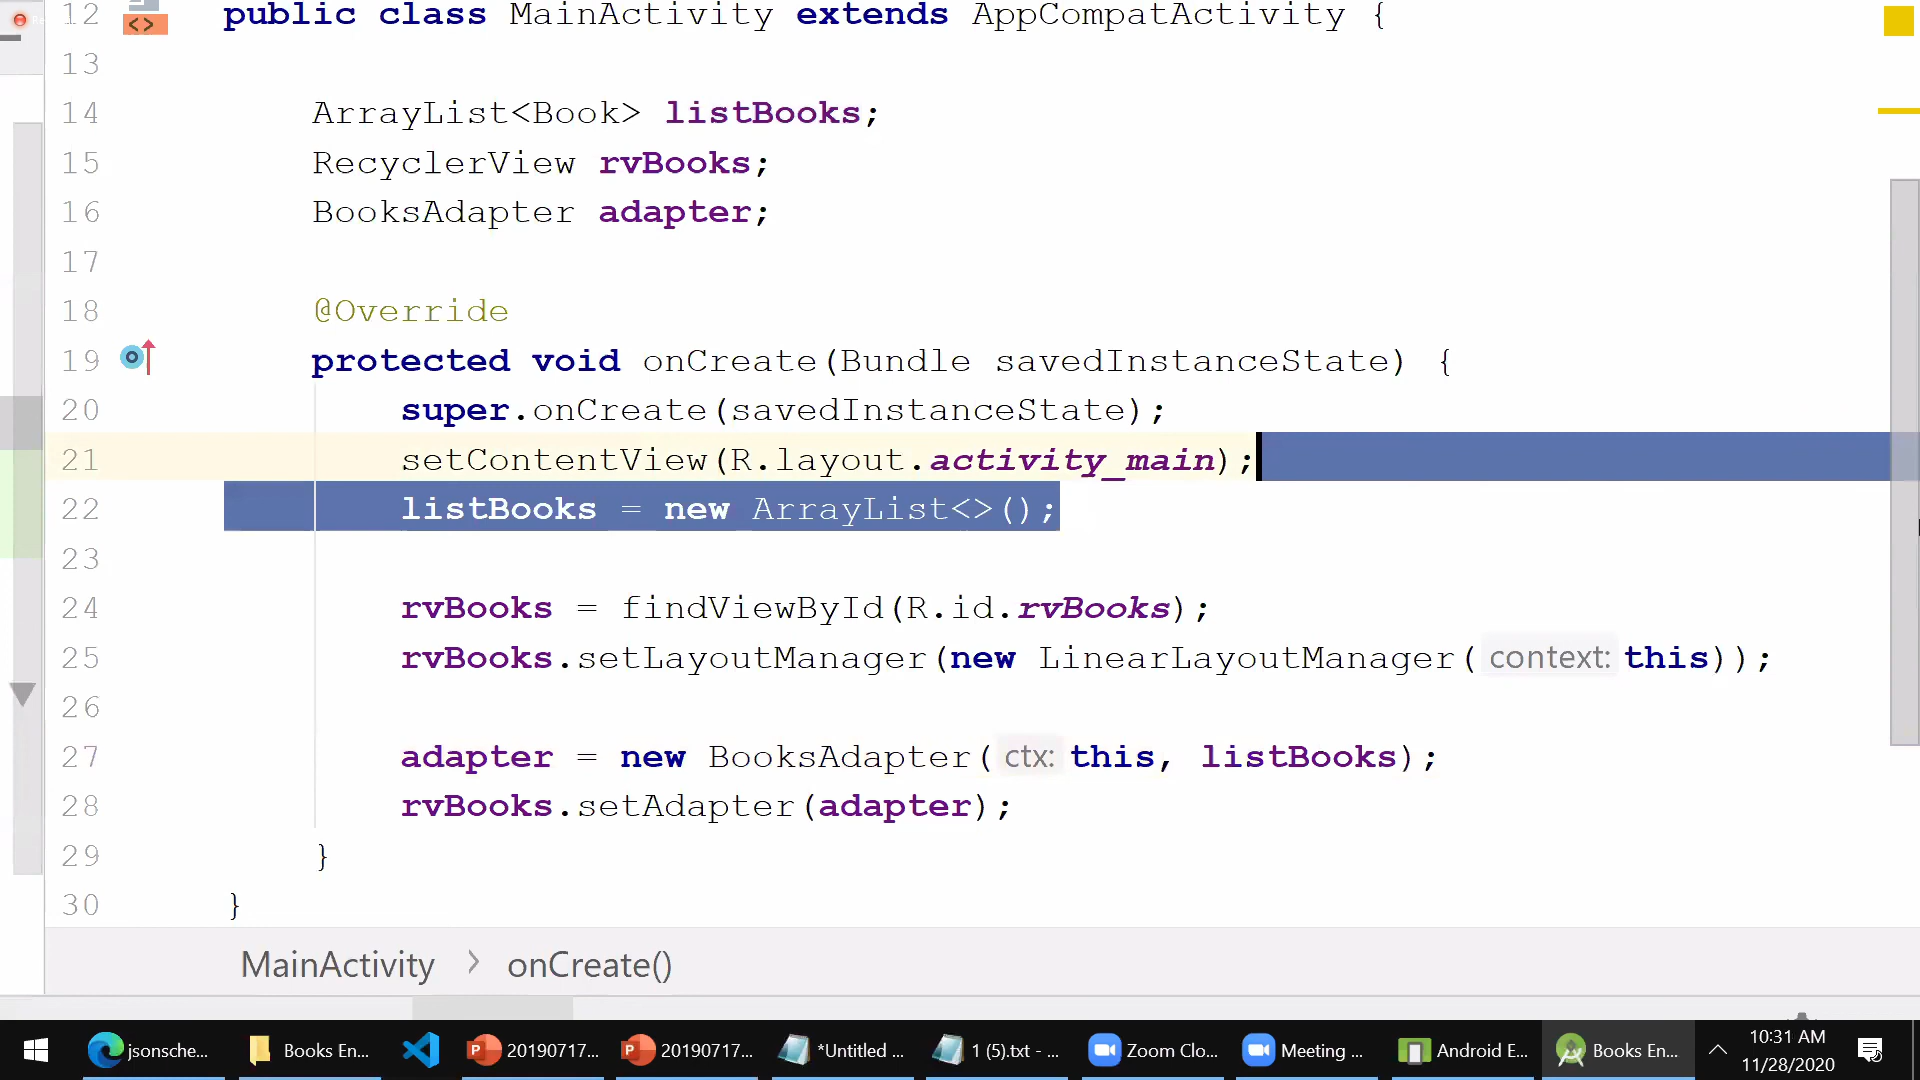 12 public class MainActivity extends AppCompatActivity {
13
14 ArrayList<Book> listBooks;
15 RecyclerView rvBooks;
16 BooksAdapter adapter;
17
18 @Override
19 protected void onCreate(Bundle savedInstanceState) {
20 super.onCreate(savedInstanceState);
21 setContentView(R.layout.activity_main);
22 listBooks = new ArrayList<>();
23
24 rvBooks = findViewById(R.id.rvBooks);
25 rvBooks.setLayoutManager(new LinearLayoutManager( context: this));
26
27 adapter = new BooksAdapter( ctx: this, listBooks);
28 rvBooks.setAdapter(adapter);
29 }
30 }
MainActivity > onCreate()
jsonsche... Books En... 20190717... 20190717... *Untitled ... 1 (5).txt - ... Zoom Clo... Meeting ... Android E... Books En... 10:31 AM
11/28/2020